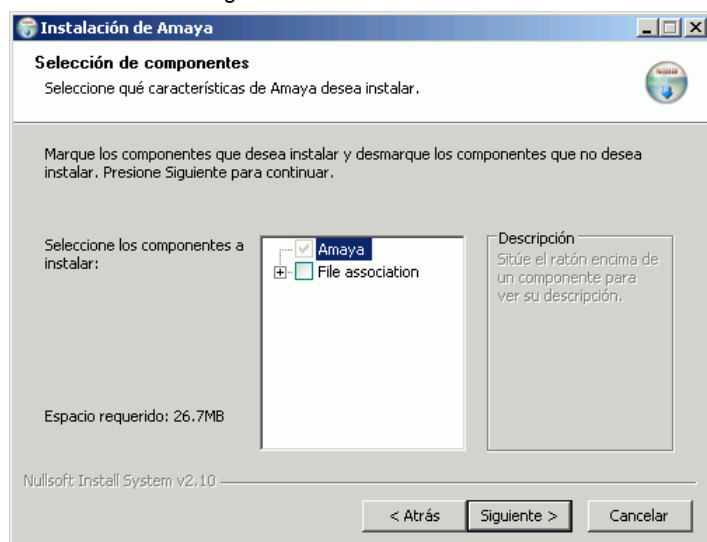 Instalación de Amaya
Selección de componentes
Seleccione qué características de Amaya desea instalar.
Marque los componentes que desea instalar y desmarque los componentes que no desea
instalar. Presione Siguiente para continuar.
Seleccione los componentes a
instalar:
Amaya
File association
Descripción
Sitúe el ratón encima de
un componente para
ver su descripción.
Espacio requerido: 26.7MB
Nullsoft Install System v2.10
< Atrás
Siguiente >
Cancelar